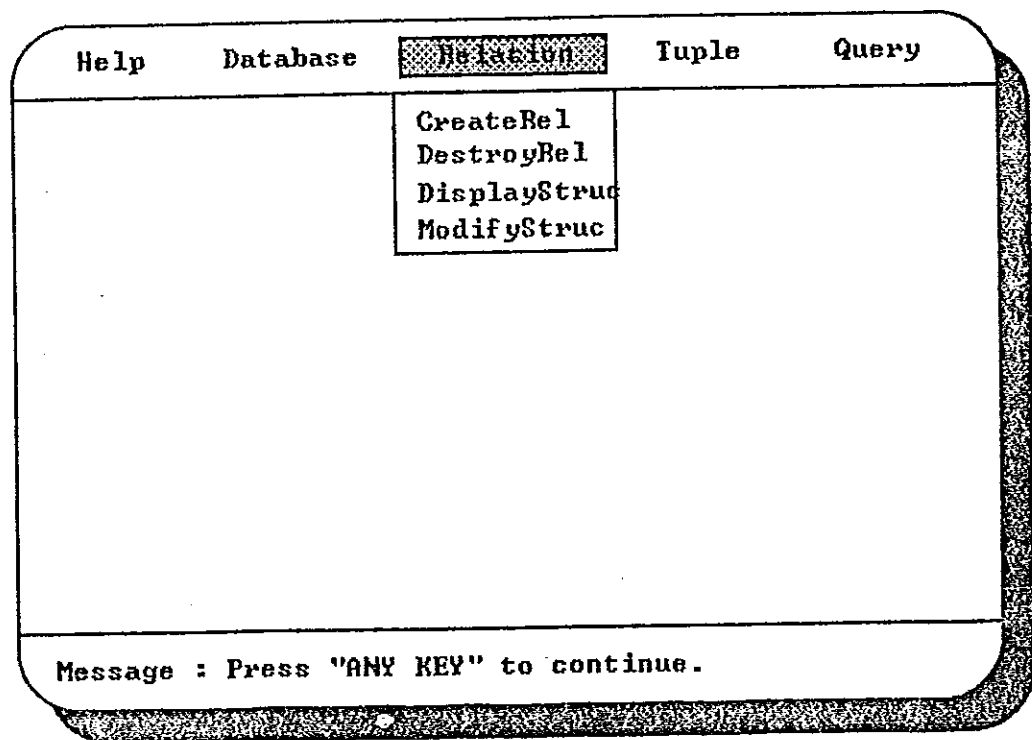 Help Database Relation Tuple Query
CreateRel
DestroyRel
DisplayStruc
ModifyStruc
Message : Press "ANY KEY" to continue.